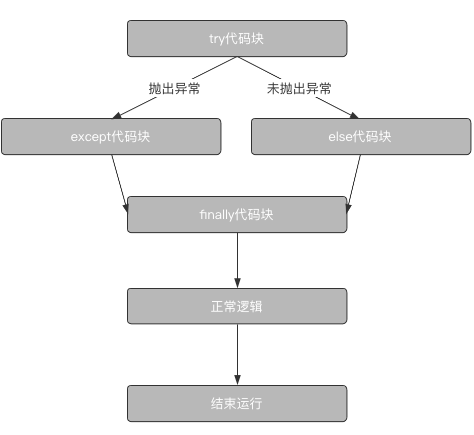 try代码块
抛出异常
未抛出异常
except代码块
else代码块
finally代码块
正常逻辑
结束运行